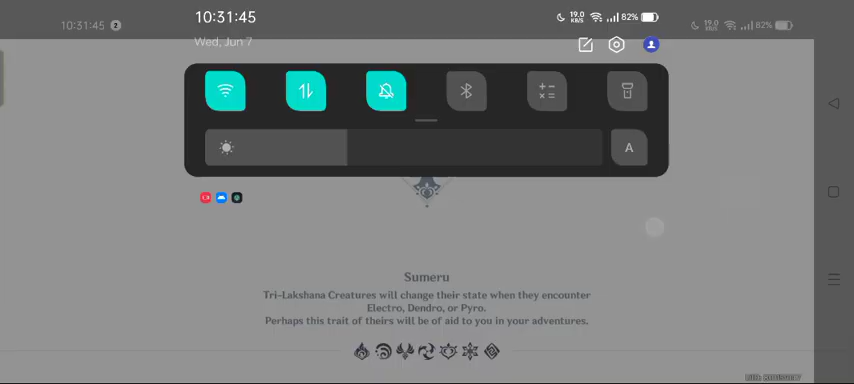 10:31:45 2
10:31:45
19.0 KB/S 82%
19.0 KB/S 82%
Wed, Jun 7
A
Sumeru
Tri-Lakshana Creatures will change their state when they encounter
Electro, Dendro, or Pyro.
Perhaps this trait of theirs will be of aid to you in your adventures.